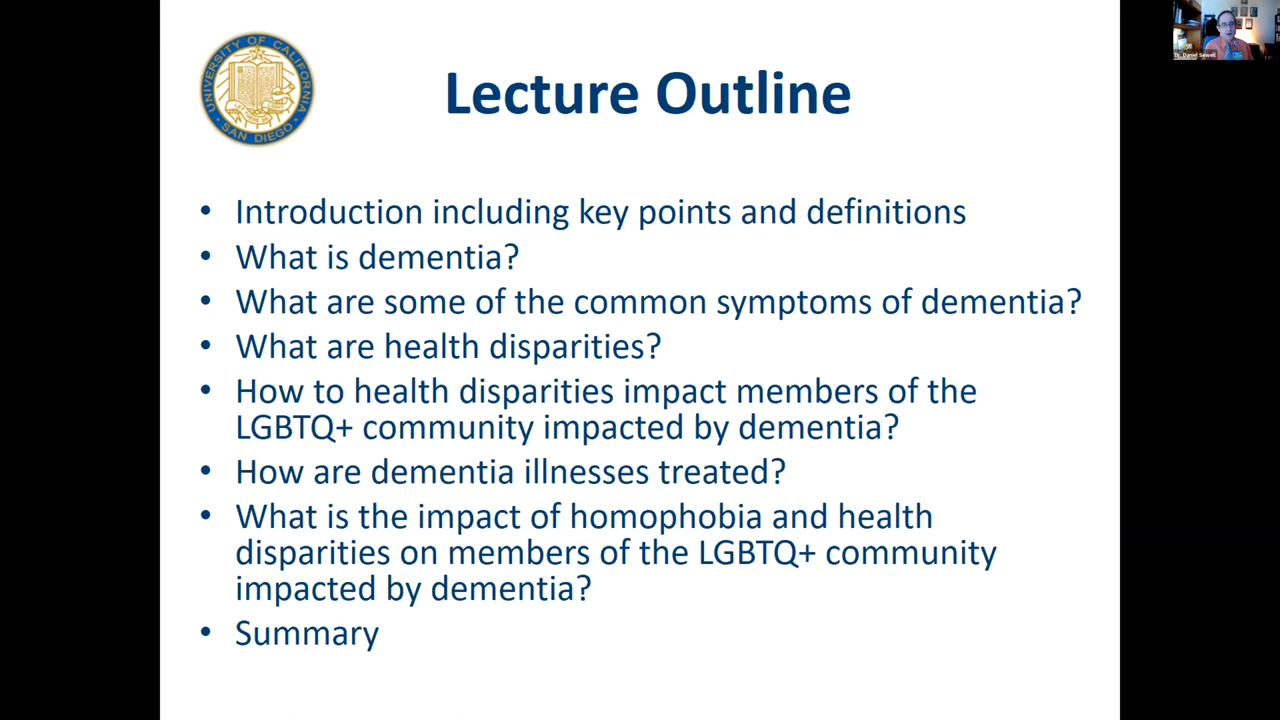 UNIVERSITY OF CALIFORNIA
SAN DIEGO
Lecture Outline
Dr. Daniel Sewell
• Introduction including key points and definitions
• What is dementia?
• What are some of the common symptoms of dementia?
• What are health disparities?
• How to health disparities impact members of the
LGBTQ+ community impacted by dementia?
• How are dementia illnesses treated?
• What is the impact of homophobia and health
disparities on members of the LGBTQ+ community
impacted by dementia?
• Summary